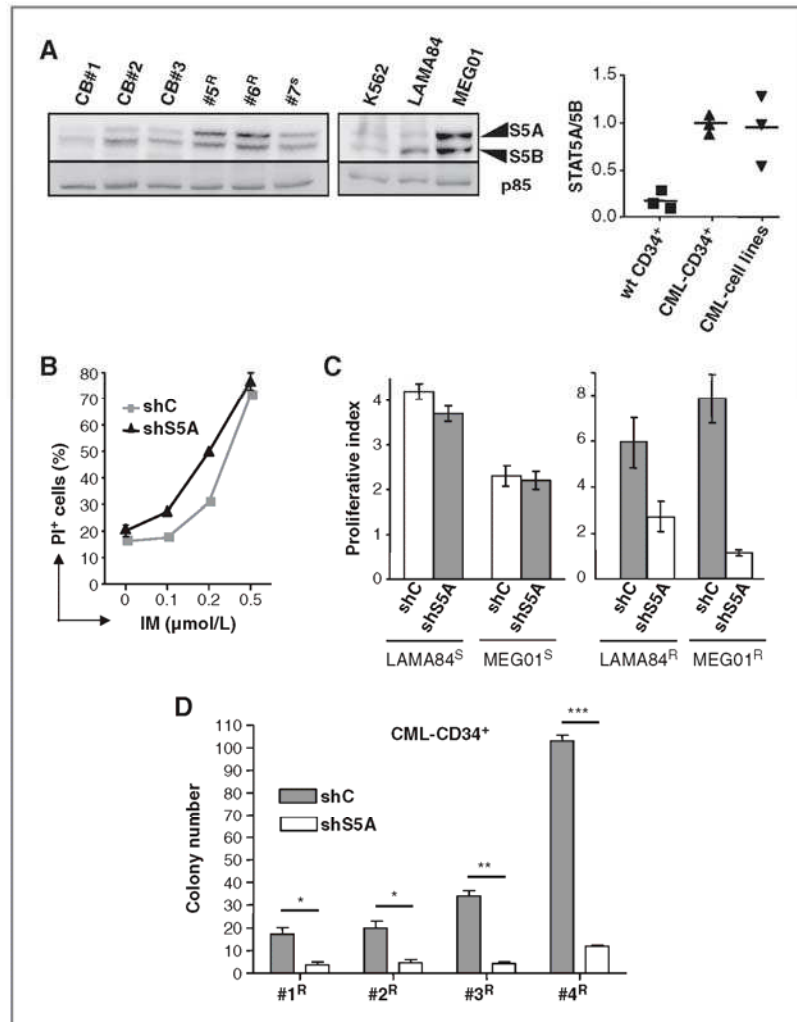 A
CB#1
CB#2
CB#3
#5R
#6R
#7s
K562
LAMA84
MEG01
S5A
S5B
p85
STAT5A/5B
1.5
1.0
0.5
0.0
wt CD34+
CML-CD34+
CML-cell lines
B
PI+ cells (%)
80
70
60
50
40
30
20
10
0
shC
shS5A
0 0.1 0.2 0.5
IM (µmol/L)
C
Proliferative index
4
3
2
1
0
shC
shS5A
shC
shS5A
LAMA84S
MEG01S
8
6
4
2
0
shC
shS5A
shC
shS5A
LAMA84R
MEG01R
D
CML-CD34+
Colony number
110
100
90
80
70
60
50
40
30
20
10
0
shC
shS5A
*
*
**
***
#1R
#2R
#3R
#4R